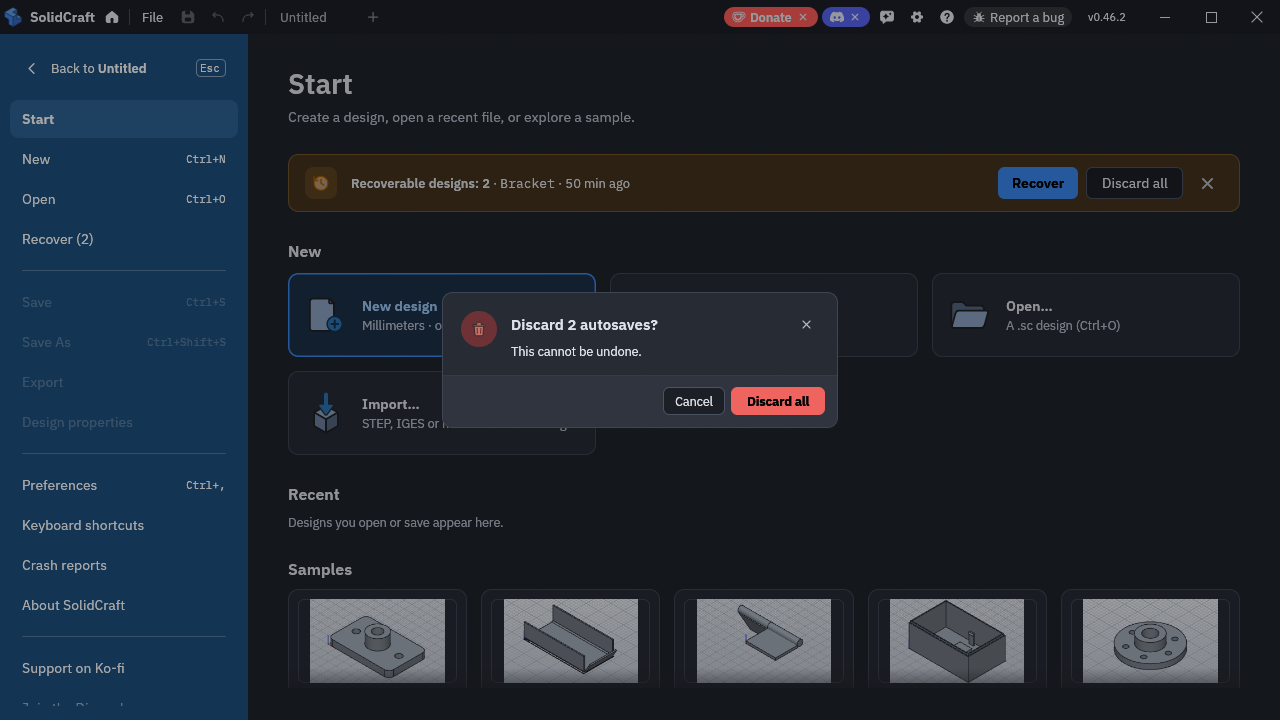 SolidCraft
File
Untitled
Donate
Report a bug
v0.46.2
Back to Untitled
Esc
Start
New Ctrl+N
Open Ctrl+O
Recover (2)
Save Ctrl+S
Save As Ctrl+Shift+S
Export
Design properties
Preferences Ctrl+,
Keyboard shortcuts
Crash reports
About SolidCraft
Support on Ko-fi
Start
Create a design, open a recent file, or explore a sample.
Recoverable designs: 2 · Bracket · 50 min ago
Recover
Discard all
New
New design
Millimeters ·
Open...
A .sc design (Ctrl+O)
Import...
STEP, IGES or
Discard 2 autosaves?
This cannot be undone.
Cancel
Discard all
Recent
Designs you open or save appear here.
Samples